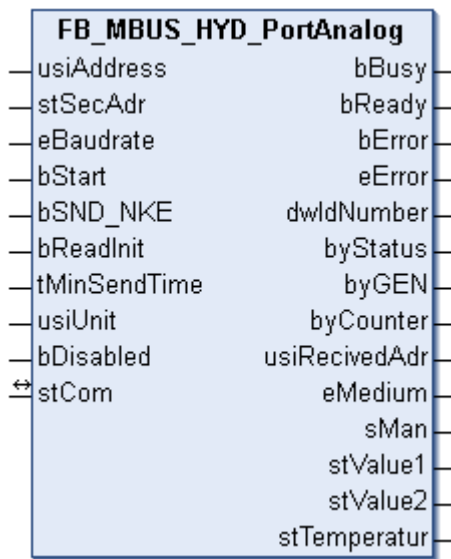 FB_MBUS_HYD_PortAnalog
usiAddress bBusy
stSecAdr bReady
eBaudrate bError
bStart eError
bSND_NKE dwIdNumber
bReadInit byStatus
tMinSendTime byGEN
usiUnit byCounter
bDisabled usiRecivedAdr
stCom eMedium
sMan
stValue1
stValue2
stTemperatur